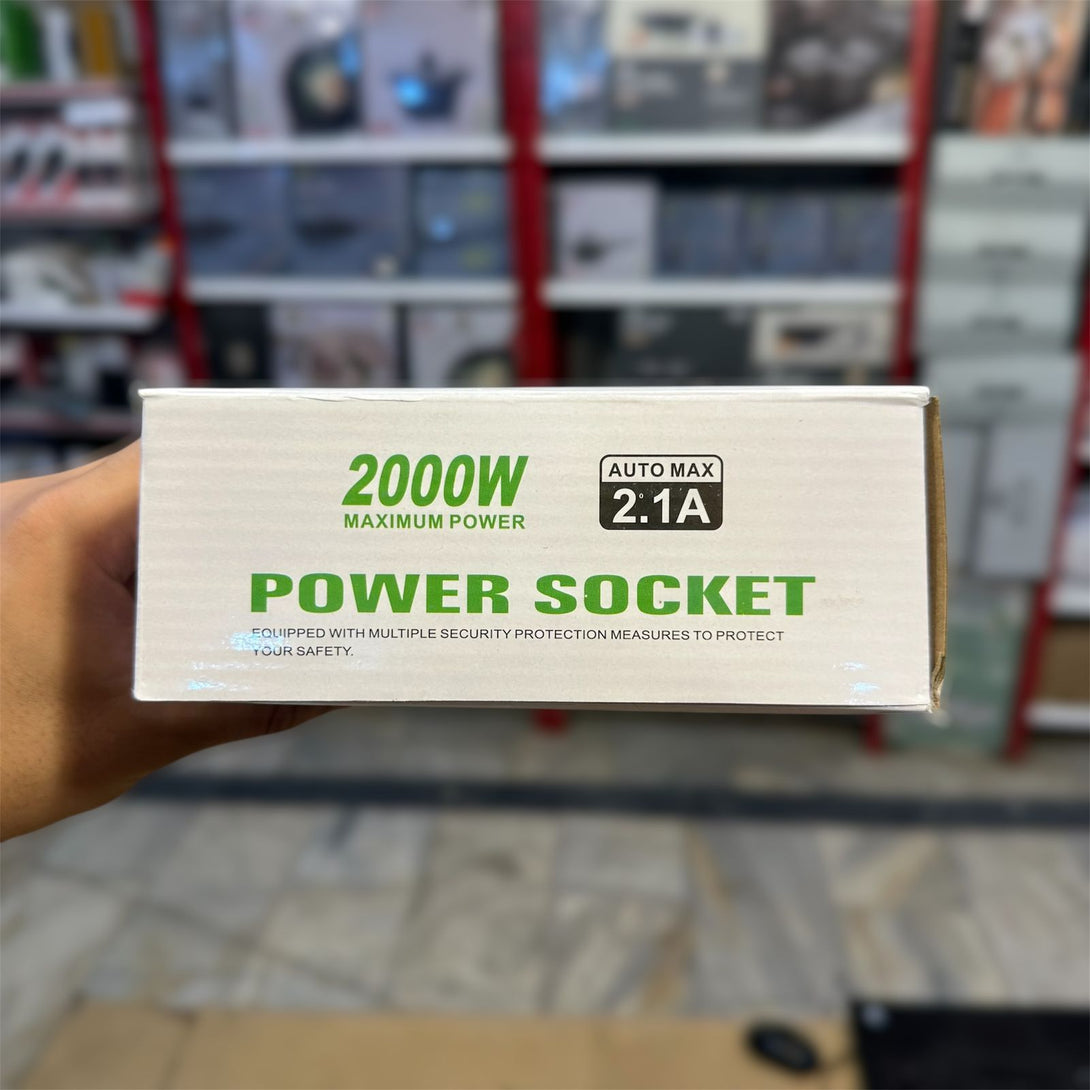 2000W
MAXIMUM POWER
AUTO MAX
2.1A
POWER SOCKET
EQUIPPED WITH MULTIPLE SECURITY PROTECTION MEASURES TO PROTECT
YOUR SAFETY.